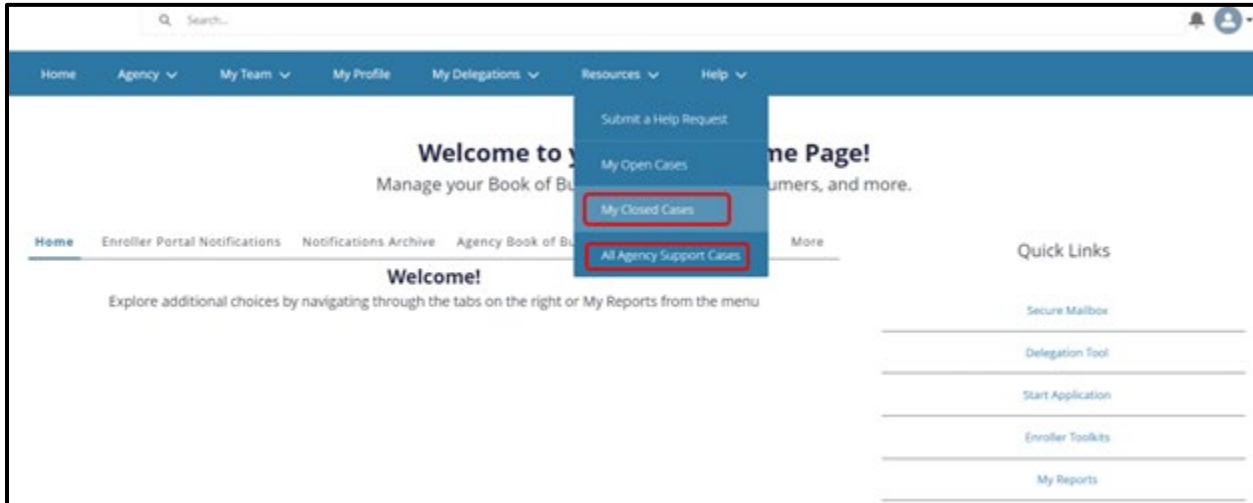 Search...
Home Agency My Team My Profile My Delegations Resources Help
Submit a Help Request
My Open Cases
My Closed Cases
All Agency Support Cases
Welcome to y me Page!
Manage your Book of Bu umers, and more.
Home Enroller Portal Notifications Notifications Archive Agency Book of Bu More
Welcome!
Explore additional choices by navigating through the tabs on the right or My Reports from the menu
Quick Links
Secure Mailbox
Delegation Tool
Start Application
Enroller Toolkits
My Reports